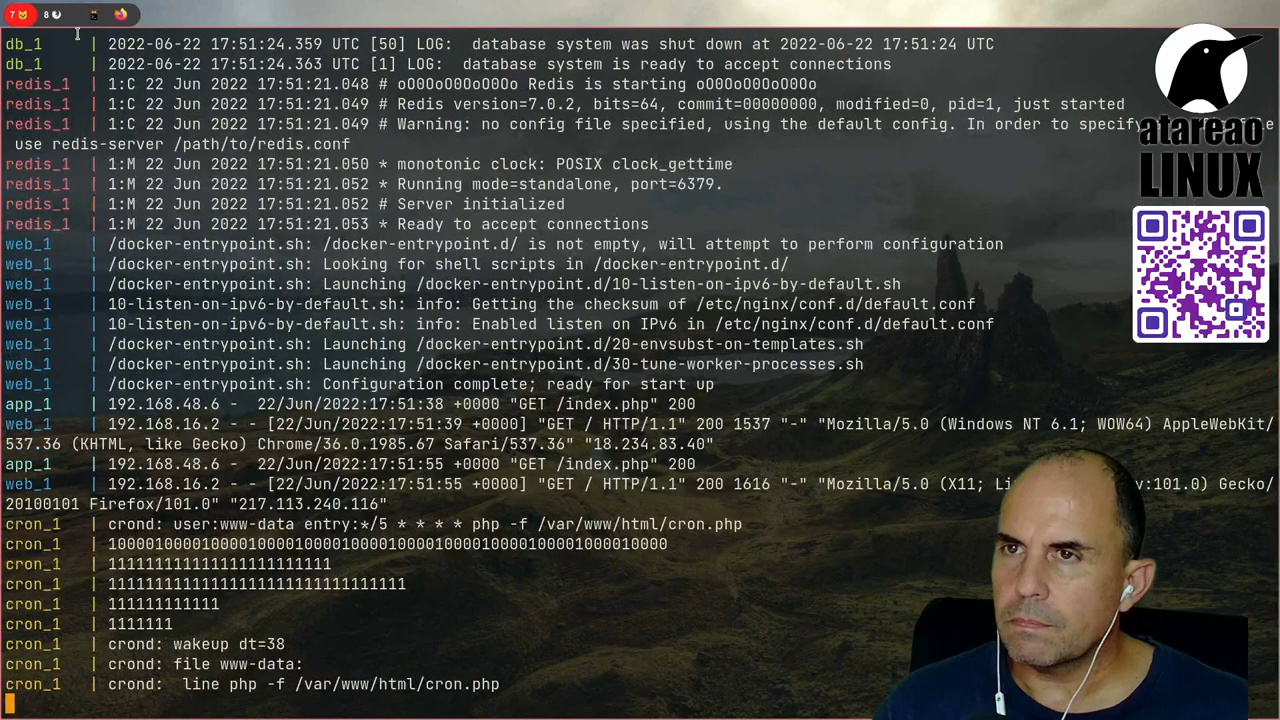 7 8
db_1 | 2022-06-22 17:51:24.359 UTC [50] LOG: database system was shut down at 2022-06-22 17:51:24 UTC
db_1 | 2022-06-22 17:51:24.363 UTC [1] LOG: database system is ready to accept connections
redis_1 | 1:C 22 Jun 2022 17:51:21.048 # oO0OoO0OoO0Oo Redis is starting oO0OoO0OoO0Oo
redis_1 | 1:C 22 Jun 2022 17:51:21.049 # Redis version=7.0.2, bits=64, commit=00000000, modified=0, pid=1, just started
redis_1 | 1:C 22 Jun 2022 17:51:21.049 # Warning: no config file specified, using the default config. In order to specify
use redis-server /path/to/redis.conf
redis_1 | 1:M 22 Jun 2022 17:51:21.050 * monotonic clock: POSIX clock_gettime
redis_1 | 1:M 22 Jun 2022 17:51:21.052 * Running mode=standalone, port=6379.
redis_1 | 1:M 22 Jun 2022 17:51:21.052 # Server initialized
redis_1 | 1:M 22 Jun 2022 17:51:21.053 * Ready to accept connections
web_1 | /docker-entrypoint.sh: /docker-entrypoint.d/ is not empty, will attempt to perform configuration
web_1 | /docker-entrypoint.sh: Looking for shell scripts in /docker-entrypoint.d/
web_1 | /docker-entrypoint.sh: Launching /docker-entrypoint.d/10-listen-on-ipv6-by-default.sh
web_1 | 10-listen-on-ipv6-by-default.sh: info: Getting the checksum of /etc/nginx/conf.d/default.conf
web_1 | 10-listen-on-ipv6-by-default.sh: info: Enabled listen on IPv6 in /etc/nginx/conf.d/default.conf
web_1 | /docker-entrypoint.sh: Launching /docker-entrypoint.d/20-envsubst-on-templates.sh
web_1 | /docker-entrypoint.sh: Launching /docker-entrypoint.d/30-tune-worker-processes.sh
web_1 | /docker-entrypoint.sh: Configuration complete; ready for start up
app_1 | 192.168.48.6 - 22/Jun/2022:17:51:38 +0000 "GET /index.php" 200
web_1 | 192.168.16.2 - - [22/Jun/2022:17:51:39 +0000] "GET / HTTP/1.1" 200 1537 "-" "Mozilla/5.0 (Windows NT 6.1; WOW64) AppleWebKit/
537.36 (KHTML, like Gecko) Chrome/36.0.1985.67 Safari/537.36" "18.234.83.40"
app_1 | 192.168.48.6 - 22/Jun/2022:17:51:55 +0000 "GET /index.php" 200
web_1 | 192.168.16.2 - - [22/Jun/2022:17:51:55 +0000] "GET / HTTP/1.1" 200 1616 "-" "Mozilla/5.0 (X11; v:101.0) Gecko/
20100101 Firefox/101.0" "217.113.240.116"
cron_1 | crond: user:www-data entry:*/5 * * * * php -f /var/www/html/cron.php
cron_1 | 100001000010000100001000010000100001000010000100001000010000
cron_1 | 111111111111111111111111
cron_1 | 11111111111111111111111111111111
cron_1 | 111111111111
cron_1 | 1111111
cron_1 | crond: wakeup dt=38
cron_1 | crond: file www-data:
cron_1 | crond: line php -f /var/www/html/cron.php
atareao
LINUX